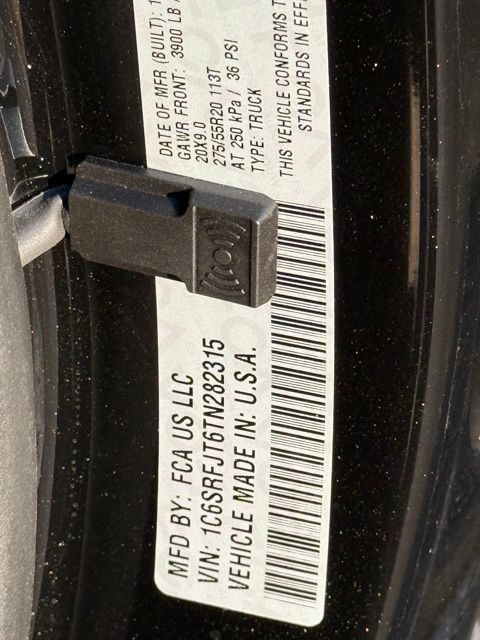 MFD BY: FCA US LLC
VIN: 1C6SRFJT6TN282315
VEHICLE MADE IN: U.S.A.
DATE OF MFR (BUILT):
GAWR FRONT: 3900 LB
20X9.0
275/55R20 113T
AT 250 kPa / 36 PSI
TYPE: TRUCK
THIS VEHICLE CONFORMS
STANDARDS IN